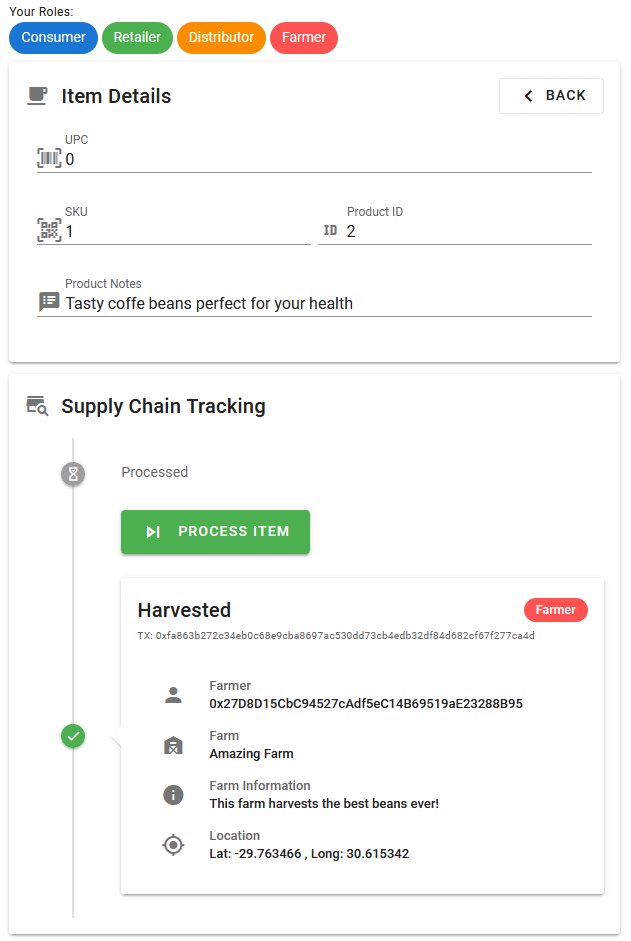 Your Roles:
Consumer Retailer Distributor Farmer
Item Details
BACK
UPC
0
SKU
1
Product ID
ID 2
Product Notes
Tasty coffe beans perfect for your health
Supply Chain Tracking
Processed
PROCESS ITEM
Harvested
Farmer
TX: 0xfa863b272c34eb0c68e9cba8697ac530dd73cb4edb32df84d682cf67f277ca4d
Farmer
0x27D8D15CbC94527cAdf5eC14B69519aE23288B95
Farm
Amazing Farm
Farm Information
This farm harvests the best beans ever!
Location
Lat: -29.763466 , Long: 30.615342